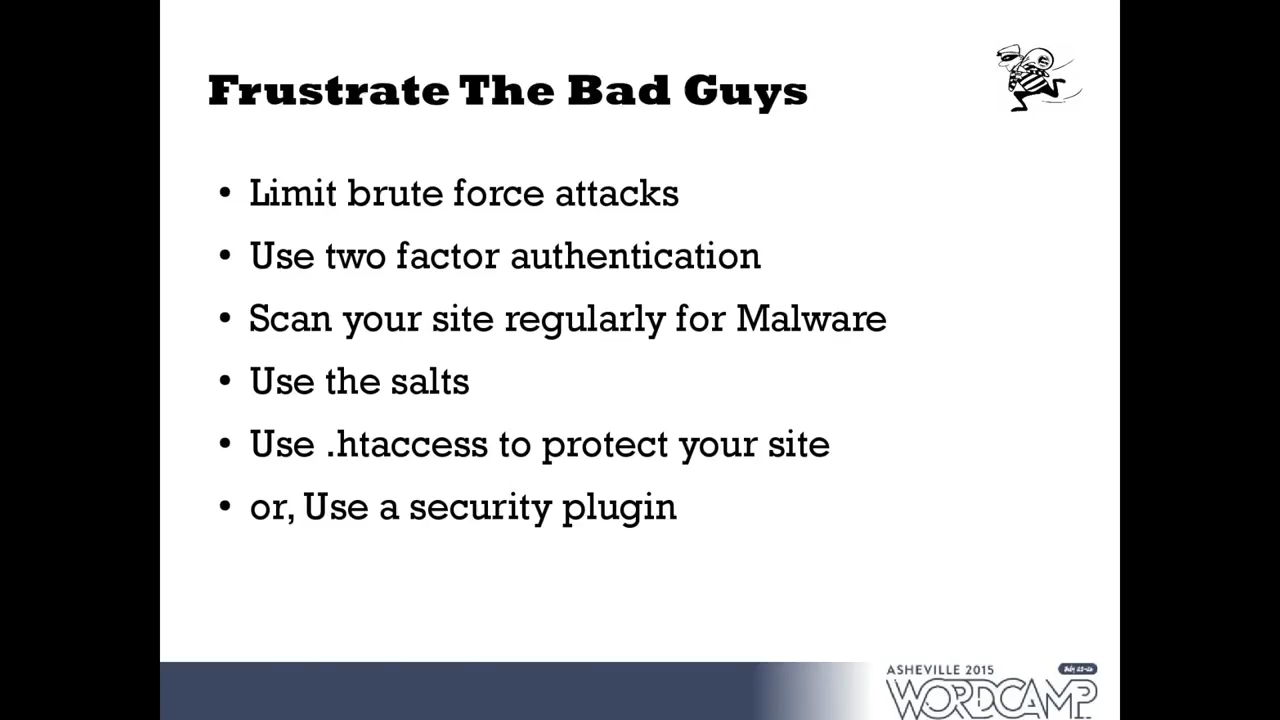 Frustrate The Bad Guys
• Limit brute force attacks
• Use two factor authentication
• Scan your site regularly for Malware
• Use the salts
• Use .htaccess to protect your site
• or, Use a security plugin
ASHEVILLE 2015
WORDCAMP